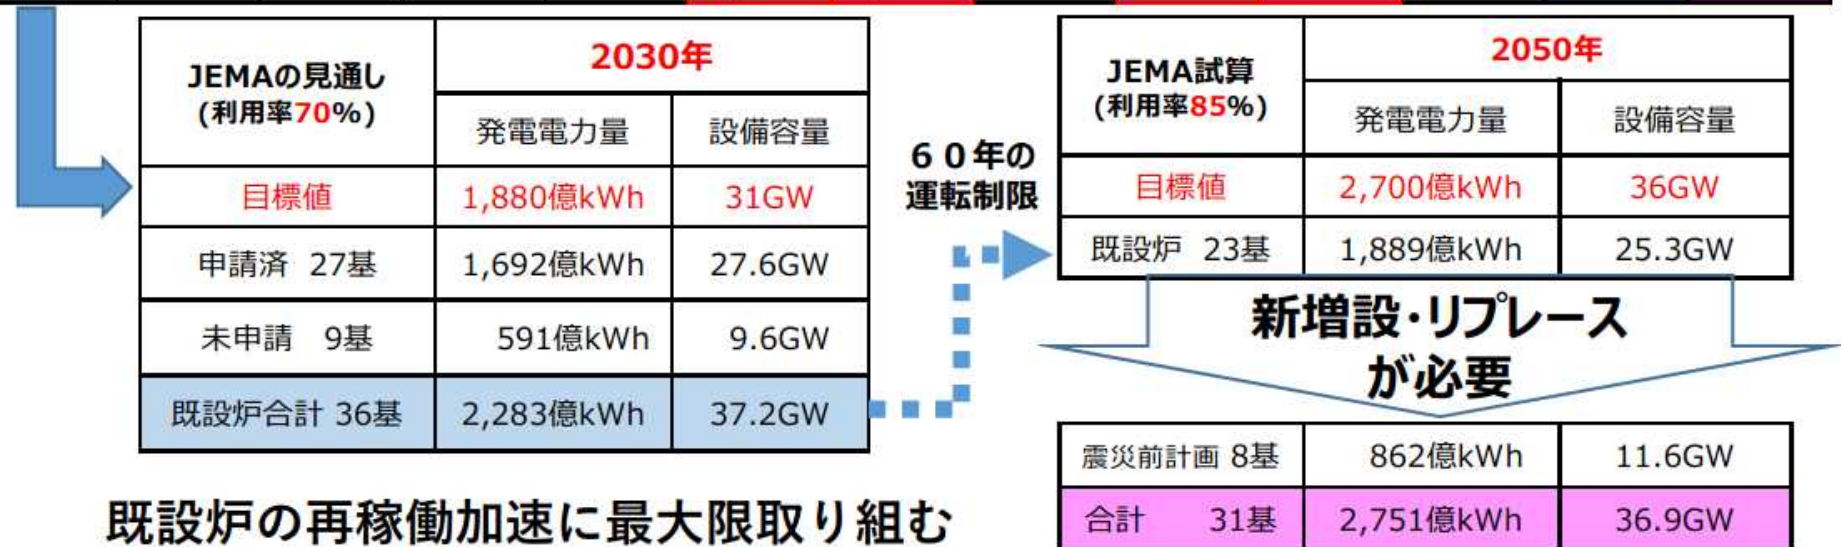 JEMAの見通し
(利用率70%)
2030年
発電電力量 設備容量
目標値 1,880億kWh 31GW
申請済 27基 1,692億kWh 27.6GW
未申請 9基 591億kWh 9.6GW
既設炉合計 36基 2,283億kWh 37.2GW
既設炉の再稼働加速に最大限取り組む
６０年の
運転制限
JEMA試算
(利用率85%)
2050年
発電電力量 設備容量
目標値 2,700億kWh 36GW
既設炉 23基 1,889億kWh 25.3GW
新増設･リプレース
が必要
震災前計画 8基 862億kWh 11.6GW
合計 31基 2,751億kWh 36.9GW